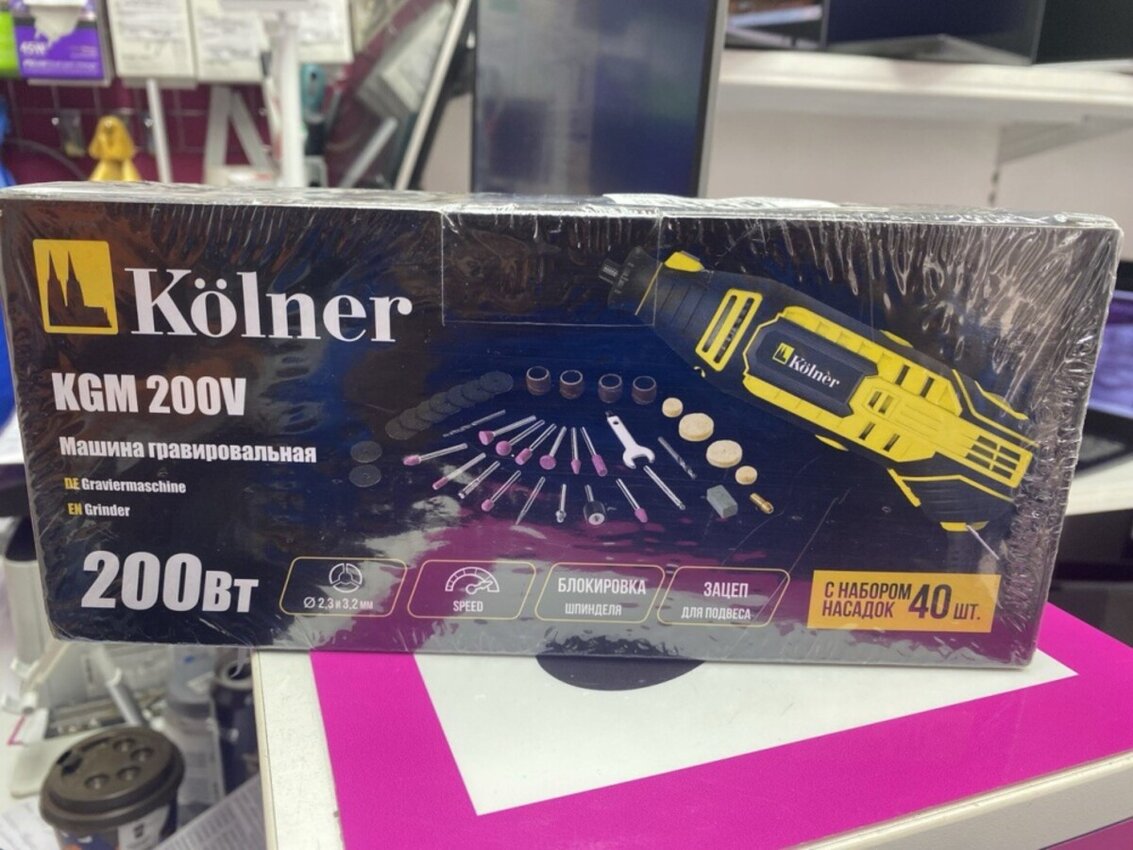 45W
Kölner
KGM 200V
Машина гравировальная
DE Graviermaschine
EN Grinder
200Вт
Ø 2,3 и 3,2 мм
SPEED
БЛОКИРОВКА
ШПИНДЕЛЯ
ЗАЦЕП
ДЛЯ ПОДВЕСА
С НАБОРОМ
НАСАДОК 40 ШТ.
Kölner